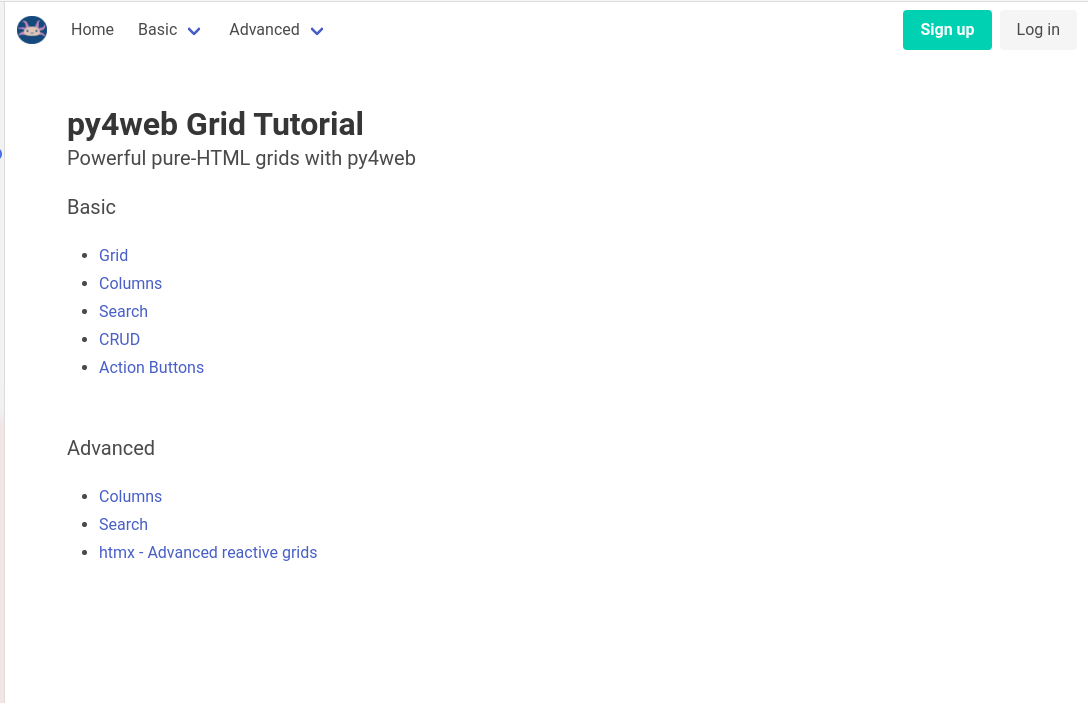 Home Basic Advanced Sign up Log in
py4web Grid Tutorial
Powerful pure-HTML grids with py4web
Basic
Grid
Columns
Search
CRUD
Action Buttons
Advanced
Columns
Search
htmx - Advanced reactive grids